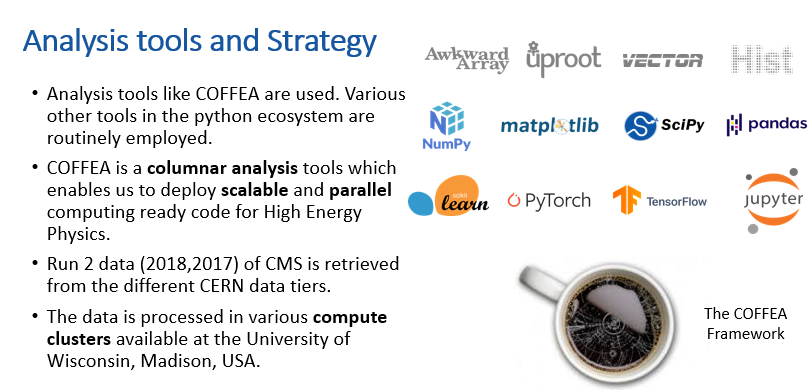 Analysis tools and Strategy
• Analysis tools like COFFEA are used. Various
other tools in the python ecosystem are
routinely employed.
• COFFEA is a columnar analysis tools which
enables us to deploy scalable and parallel
computing ready code for High Energy
Physics.
• Run 2 data (2018,2017) of CMS is retrieved
from the different CERN data tiers.
• The data is processed in various compute
clusters available at the University of
Wisconsin, Madison, USA.
Awkward
Array
uproot
VECTOR
Hist
NumPy
matplotlib
SciPy
pandas
scikit
learn
PyTorch
TensorFlow
jupyter
The COFFEA
Framework